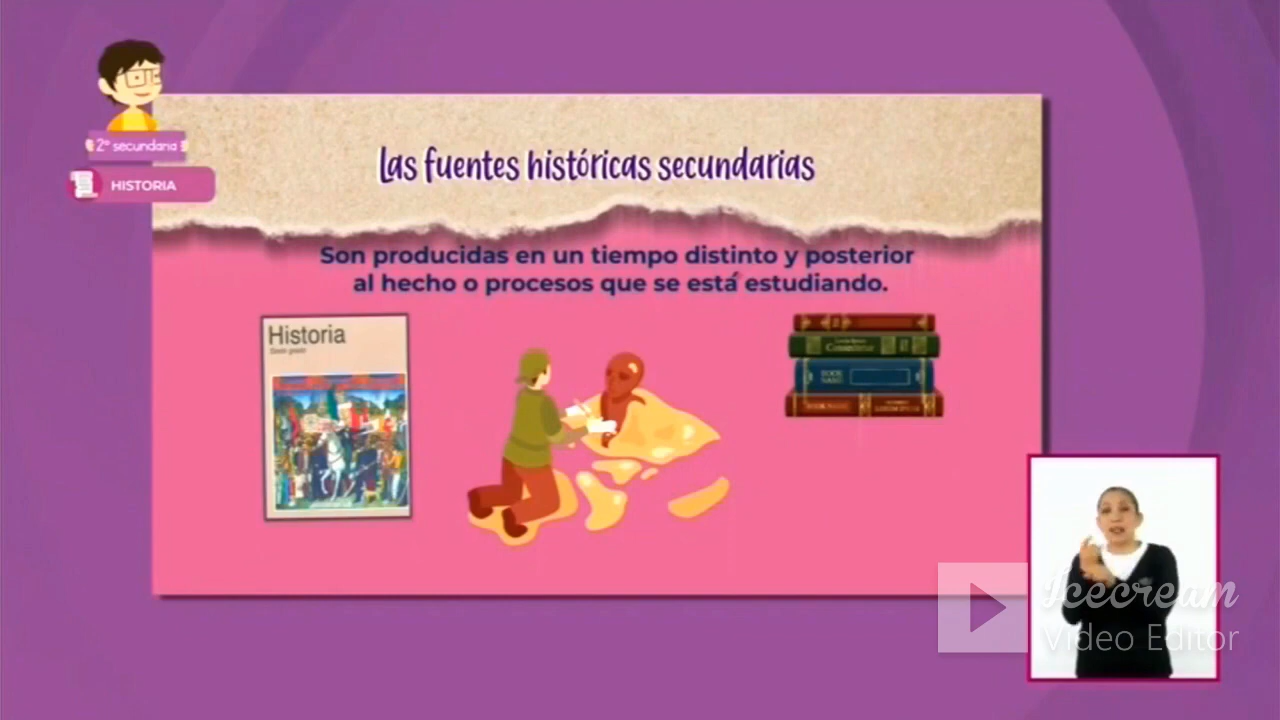 2° secundaria
HISTORIA
Las fuentes históricas secundarias
Son producidas en un tiempo distinto y posterior
al hecho o procesos que se está estudiando.
Historia
Icecream
Video Editor